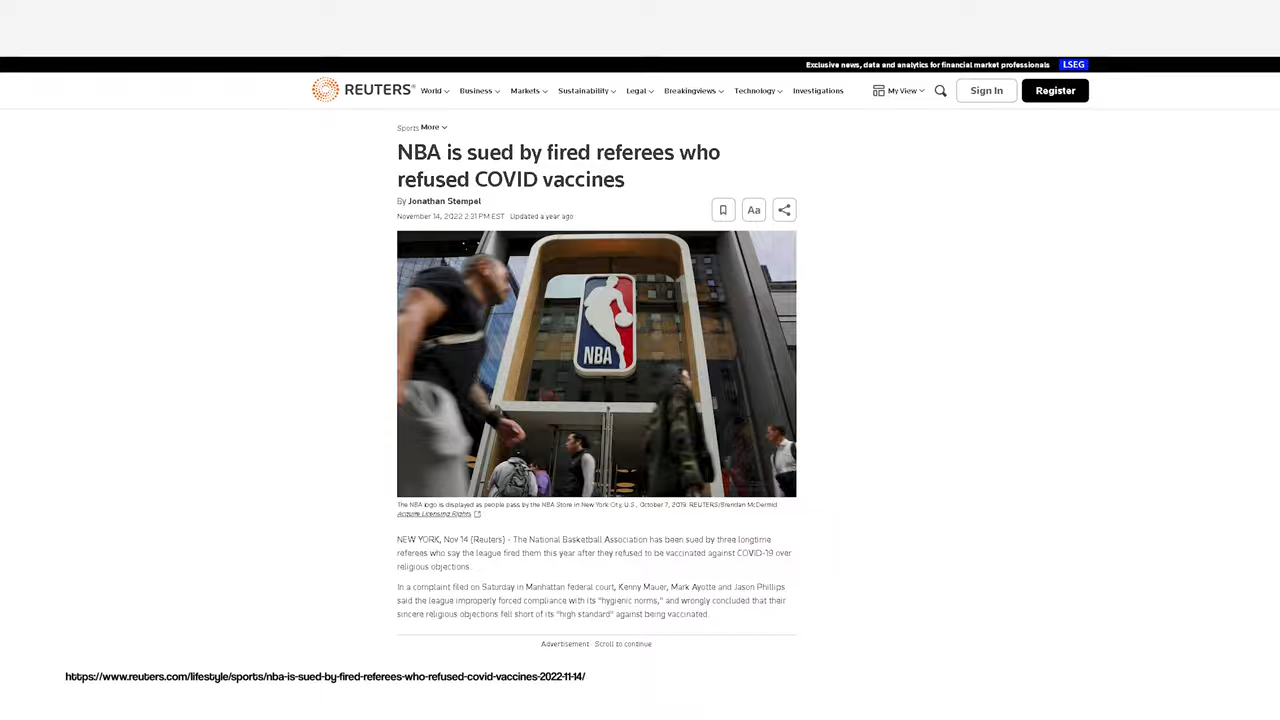 Exclusive news, data and analytics for financial market professionals LSEG
REUTERS® World Business Markets Sustainability Legal Breakingviews Technology Investigations My View Sign In Register
Sports More
NBA is sued by fired referees who
refused COVID vaccines
By Jonathan Stempel
November 14, 2022 2:31 PM EST · Updated a year ago
Aa
NBA
The NBA logo is displayed as people pass by the NBA Store in New York City, U.S., October 7, 2019. REUTERS/Brendan McDermid
Acquire Licensing Rights
NEW YORK, Nov 14 (Reuters) - The National Basketball Association has been sued by three longtime
referees who say the league fired them this year after they refused to be vaccinated against COVID-19 over
religious objections.
In a complaint filed on Saturday in Manhattan federal court, Kenny Mauer, Mark Ayotte and Jason Phillips
said the league improperly forced compliance with its "hygienic norms," and wrongly concluded that their
sincere religious objections fell short of its "high standard" against being vaccinated.
Advertisement · Scroll to continue
https://www.reuters.com/lifestyle/sports/nba-is-sued-by-fired-referees-who-refused-covid-vaccines-2022-11-14/